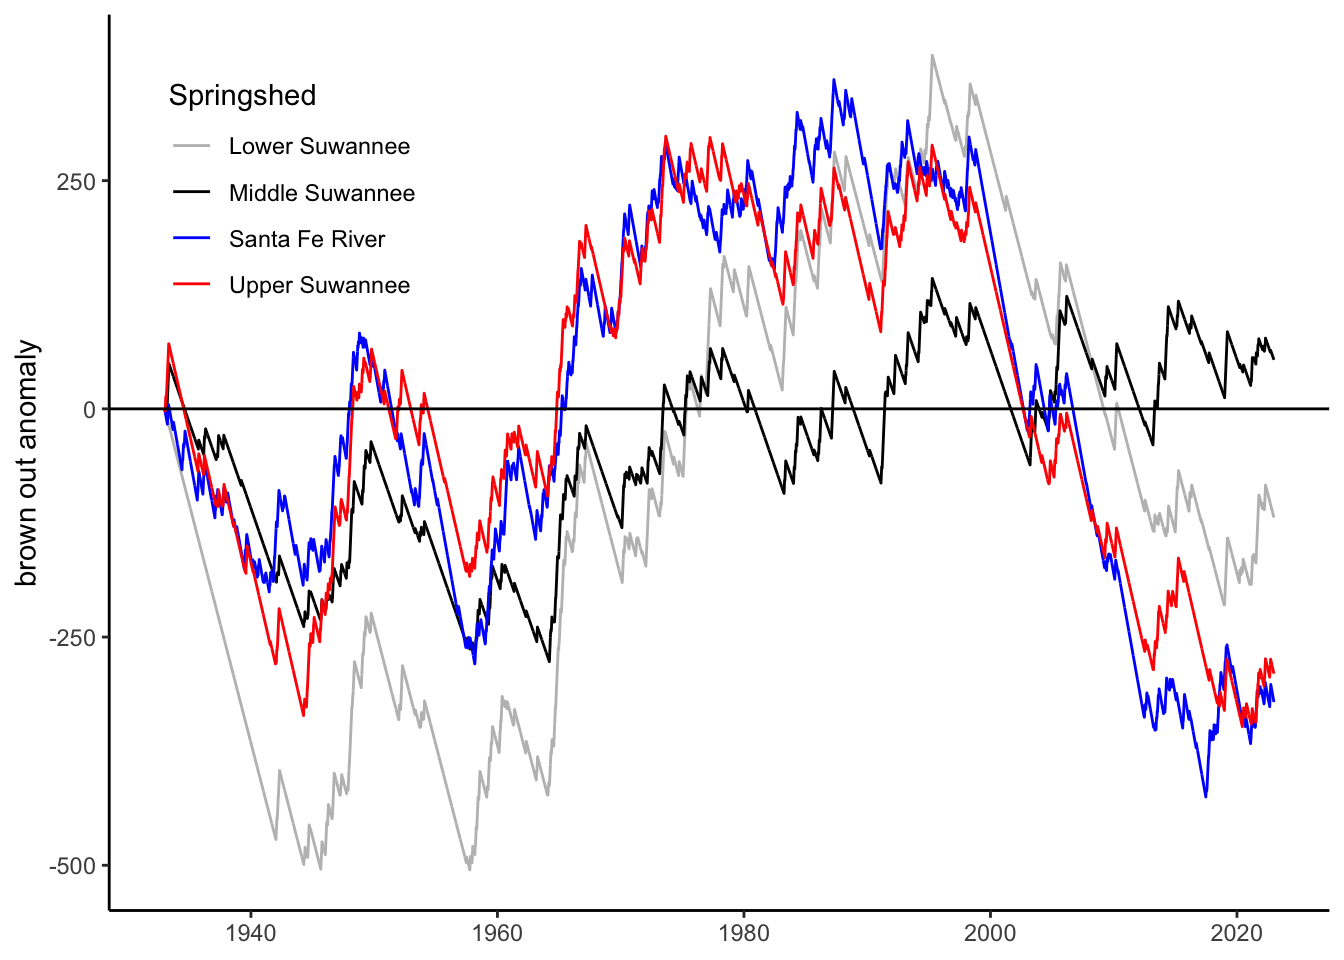 Springshed
Lower Suwannee
Middle Suwannee
Santa Fe River
Upper Suwannee
brown out anomaly
250
0
-250
-500
1940
1960
1980
2000
2020